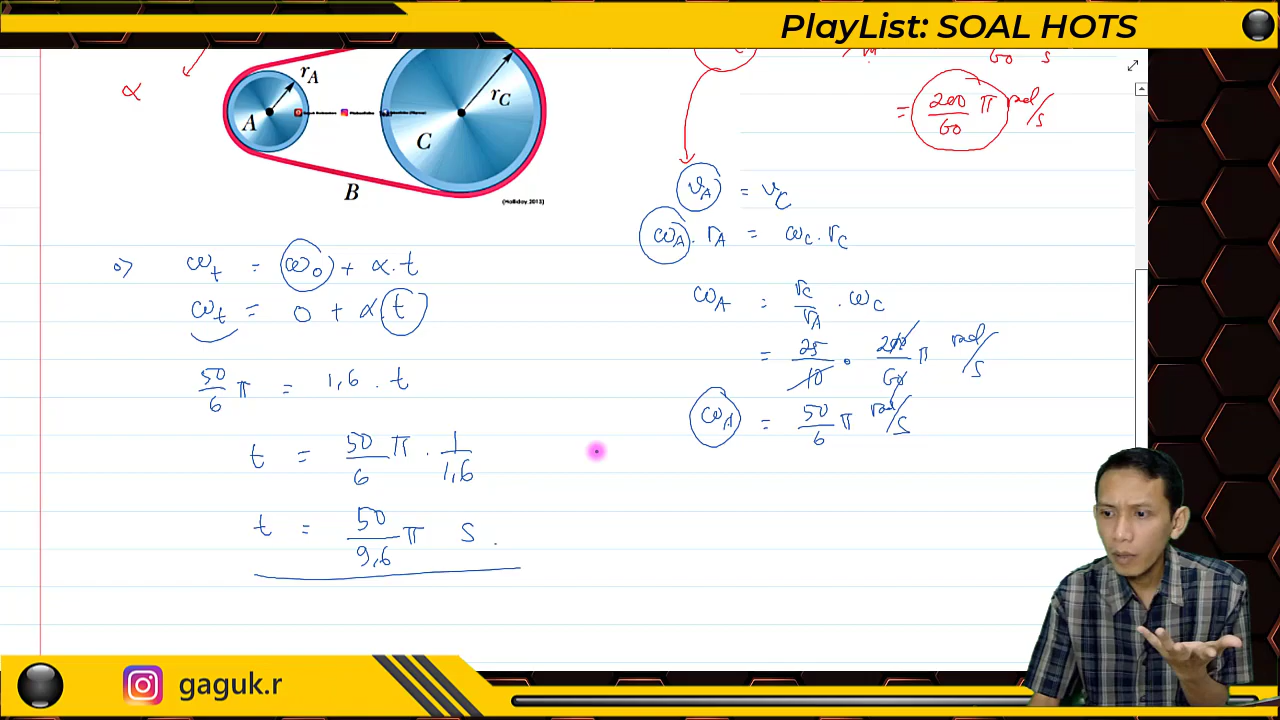 PlayList: SOAL HOTS
60 s
α
r_A
r_C
A
C
B
(Halliday 2013)
= 200/60 π rad/s
v_A = v_C
ω_A . r_A = ω_C . r_C
ω_A = r_C/r_A . ω_C
= 25/10 . 200/60 π rad/s
ω_A = 50/6 π rad/s
ω_t = ω_0 + α . t
ω_t = 0 + α . t
50/6 π = 1,6 . t
t = 50/6 π . 1/1,6
t = 50/9,6 π s .
gaguk.r